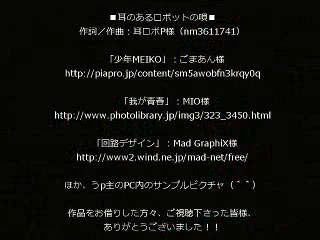 ■耳のあるロボットの唄■
作詞／作曲：耳ロボP様（nm3611741）
「少年MEIKO」：ごまあん様
http://piapro.jp/content/sm5awobfn3krqy0q
「我が青春」：MIO様
http://www.photolibrary.jp/img3/323_3450.html
「回路デザイン」：Mad GraphiX様
http://www2.wind.ne.jp/mad-net/free/
ほか、うp主のPC内のサンプルピクチャ（＾＾）
作品をお借りした方々、ご視聴下さった皆様、
ありがとうございました！！